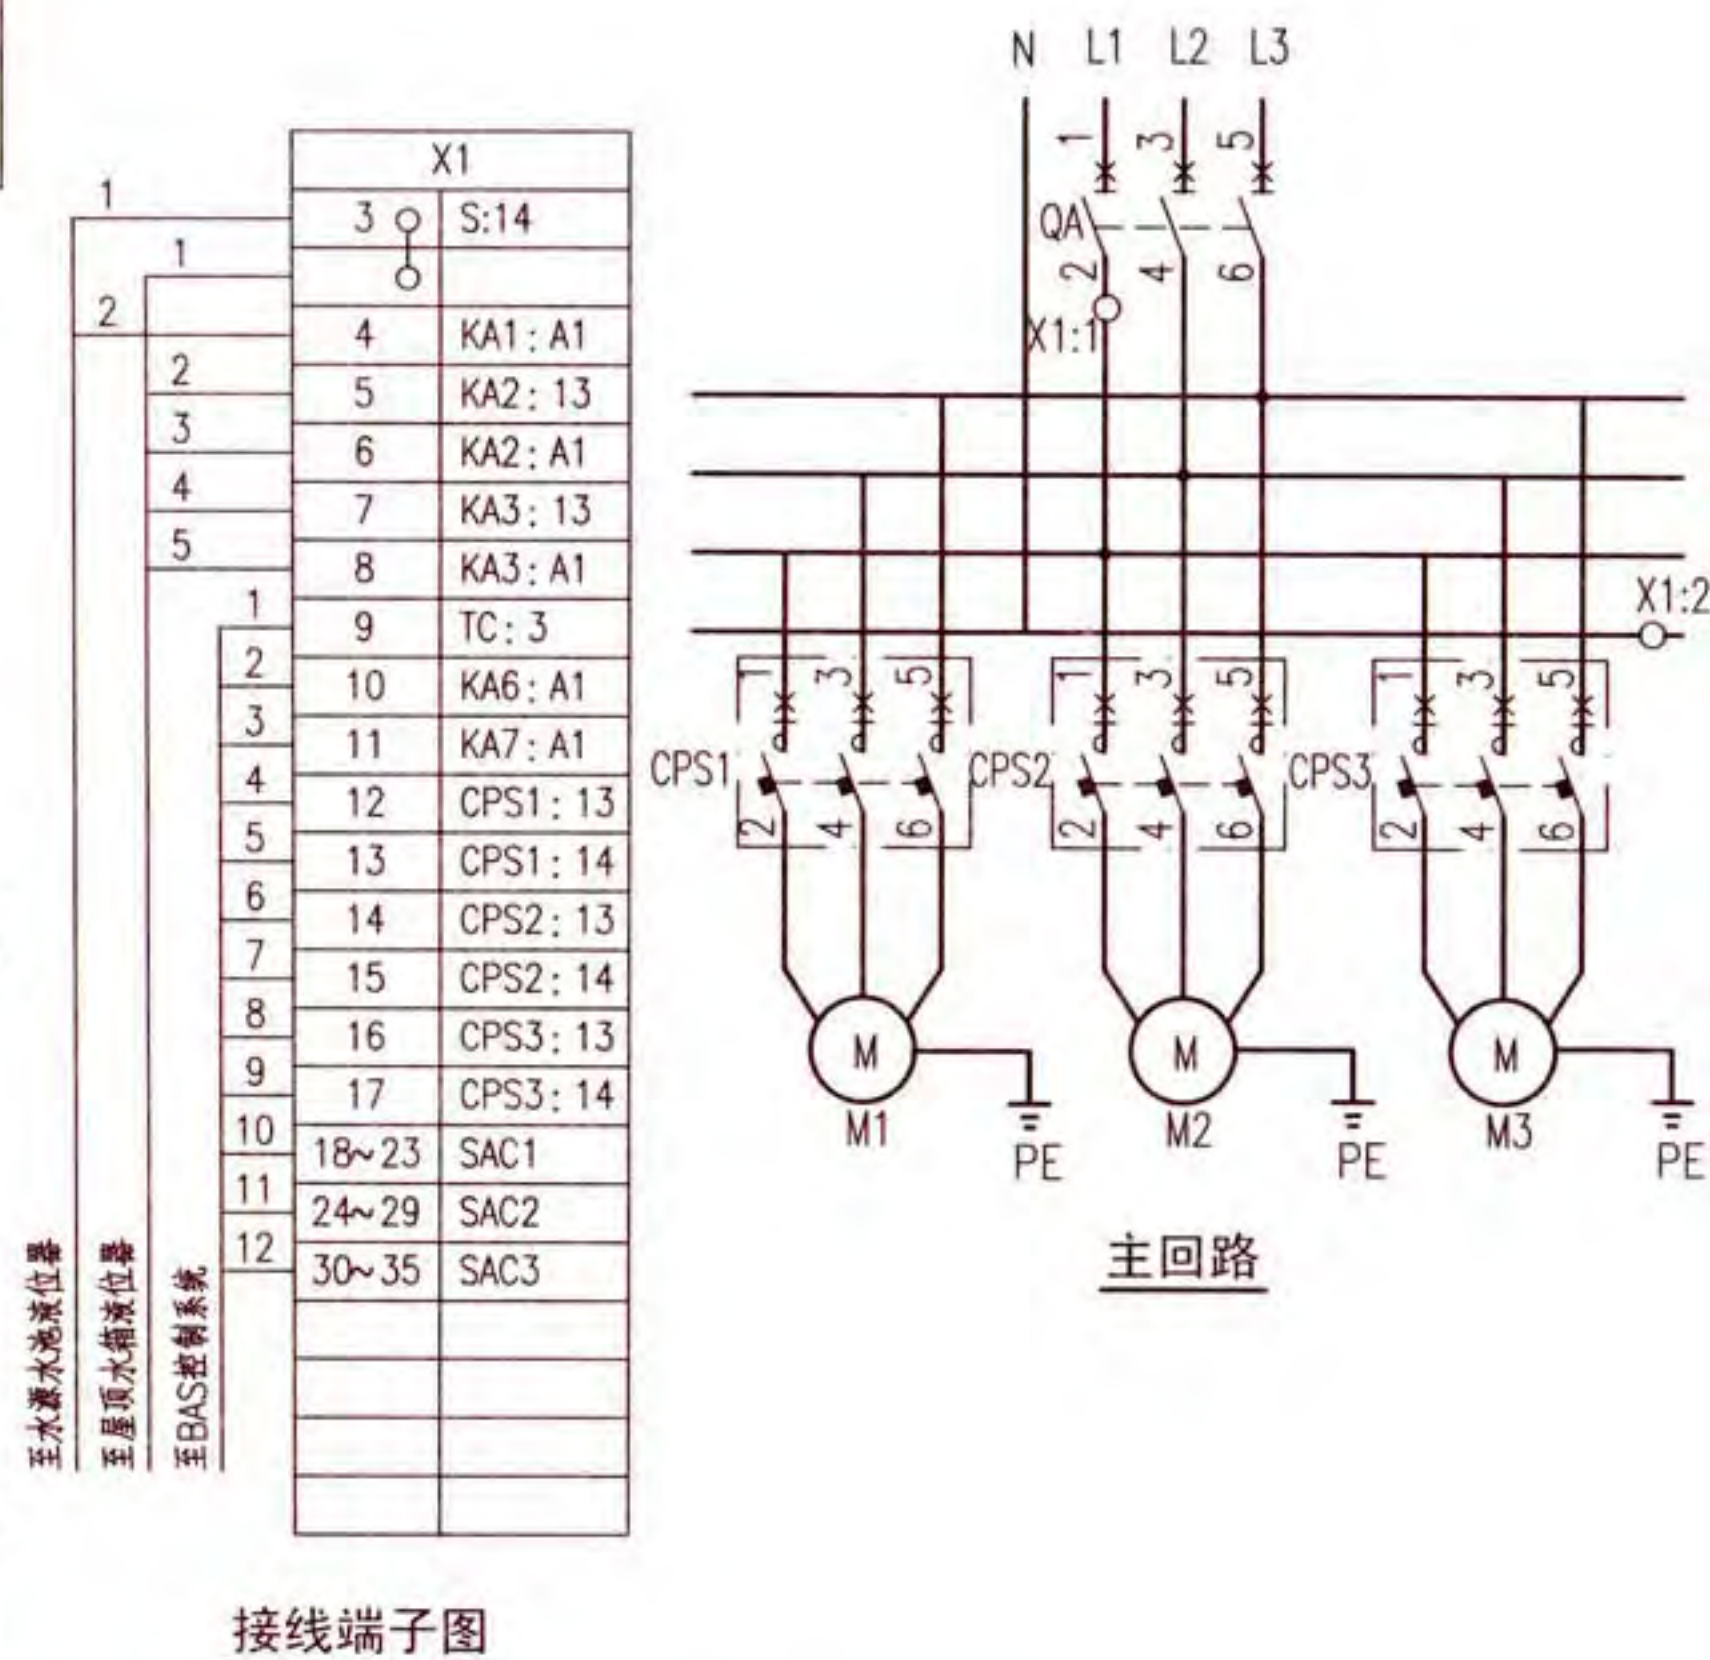 X1
1
3 S:14
1
2
4 KA1:A1
2
5 KA2:13
3
6 KA2:A1
4
7 KA3:13
5
8 KA3:A1
1
9 TC:3
2
10 KA6:A1
3
11 KA7:A1
4
12 CPS1:13
5
13 CPS1:14
6
14 CPS2:13
7
15 CPS2:14
8
16 CPS3:13
9
17 CPS3:14
10
18~23 SAC1
11
24~29 SAC2
12
30~35 SAC3
至水源水池液位器
至屋顶水箱液位器
至BAS控制系统
接线端子图
N L1 L2 L3
1 3 5
QA
2 4 6
X1:1
X1:2
1 3 5 1 3 5 1 3 5
CPS1 CPS2 CPS3
2 4 6 2 4 6 2 4 6
M M M
M1 M2 M3
PE PE PE
主回路